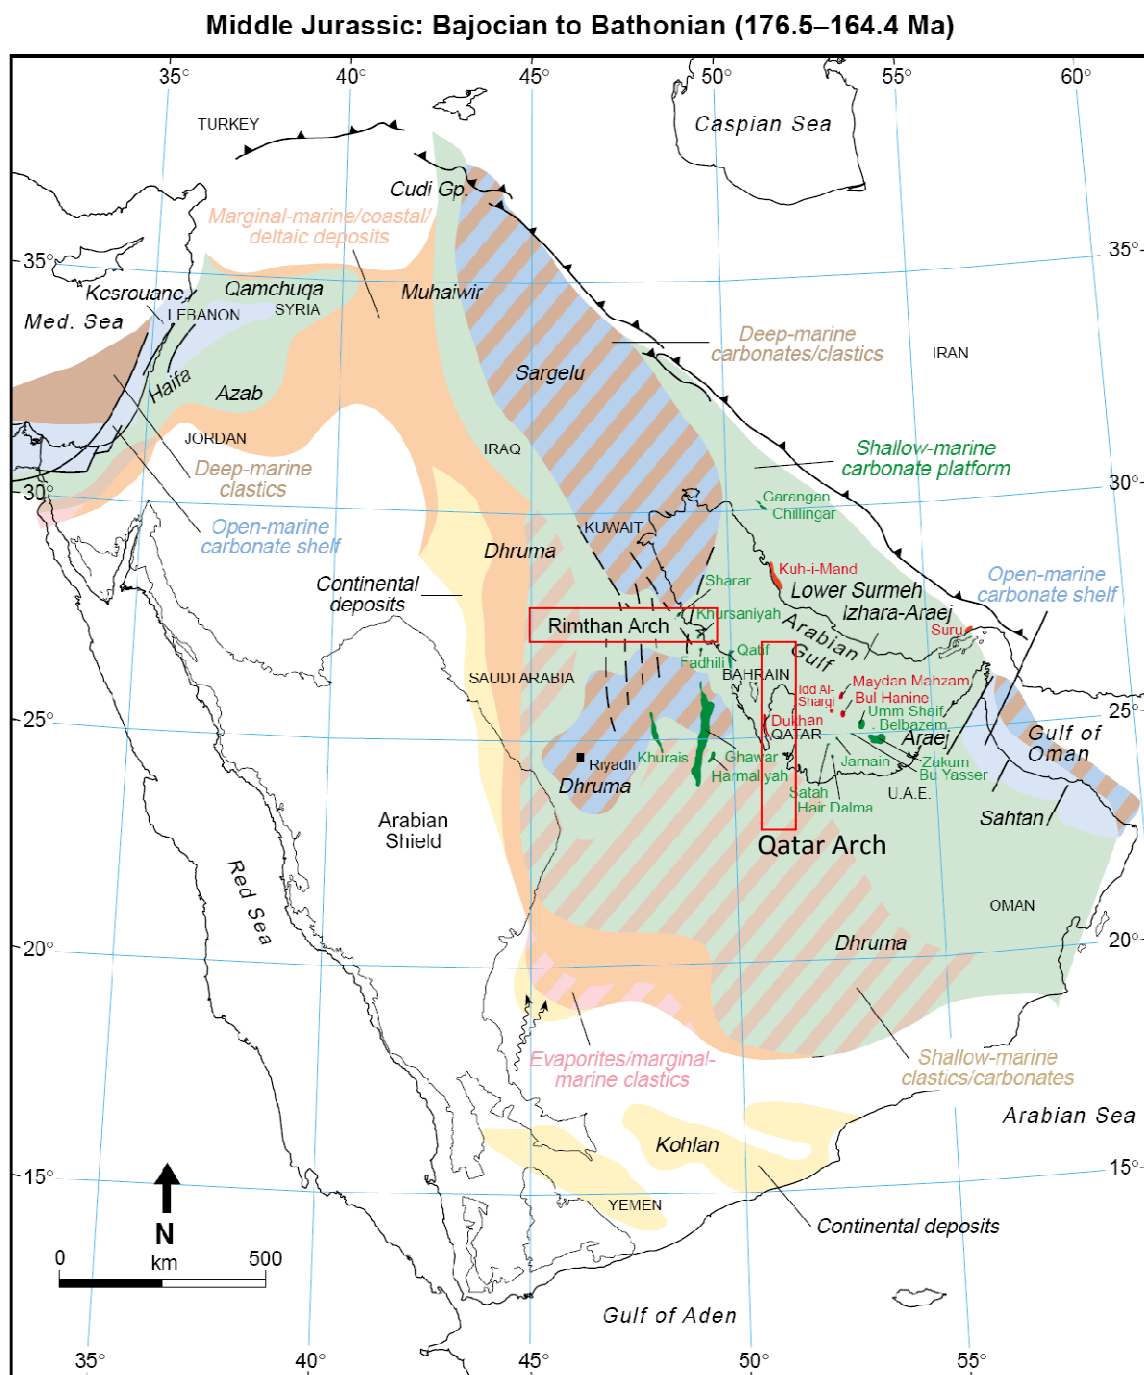 Middle Jurassic: Bajocian to Bathonian (176.5–164.4 Ma)
35°
40°
45°
50°
55°
60°
TURKEY
Caspian Sea
Cudi Gp.
Marginal-marine/coastal/
deltaic deposits
35°
35°
Kesrouane
Qamchuqa
Muhaiwir
LEBANON
SYRIA
Med. Sea
Deep-marine
carbonates/clastics
IRAN
Sargelu
Haifa
Azab
JORDAN
IRAQ
Shallow-marine
carbonate platform
Deep-marine
clastics
30°
30°
Garangan
Chillingar
Open-marine
carbonate shelf
KUWAIT
Dhruma
Continental
deposits
Sharar
Kuh-i-Mand
Lower Surmeh
Izhara-Araej
Open-marine
carbonate shelf
Rimthan Arch
Khursaniyah
Arabian
Gulf
Suru
Fadhili
Qatif
SAUDI ARABIA
BAHRAIN
Idd Al-
Shargi
Maydan Mahzam
Bul Hanine
25°
25°
Umm Shaif
Belbazem
Dukhan
QATAR
Araej
Gulf of
Oman
Riyadh
Khurais
Ghawar
Harmaliyah
Jarnain
Zukum
Bu Yasser
Dhruma
Satah
Hair Dalma
U.A.E.
Sahtan
Arabian
Shield
Qatar Arch
Red Sea
OMAN
20°
20°
Dhruma
Evaporites/marginal-
marine clastics
Shallow-marine
clastics/carbonates
Arabian Sea
Kohlan
15°
15°
YEMEN
Continental deposits
N
0
km
500
Gulf of Aden
35°
40°
45°
50°
55°